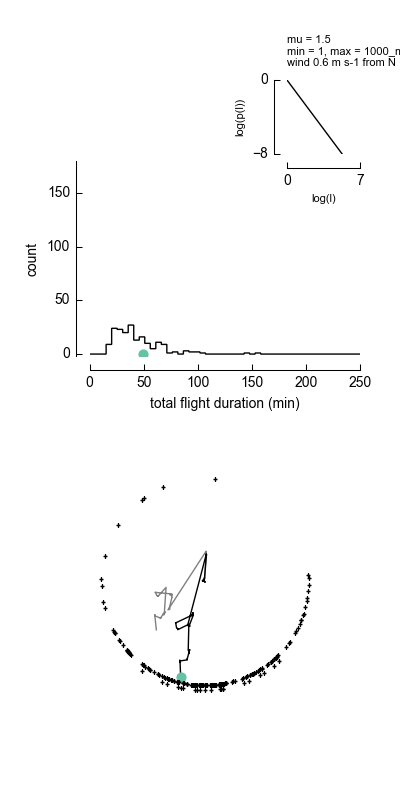 mu = 1.5
min = 1, max = 1000_m
wind 0.6 m s-1 from N
0
log(p(l))
−8
0 7
log(l)
150
100
50
0
count
0 50 100 150 200 250
total flight duration (min)